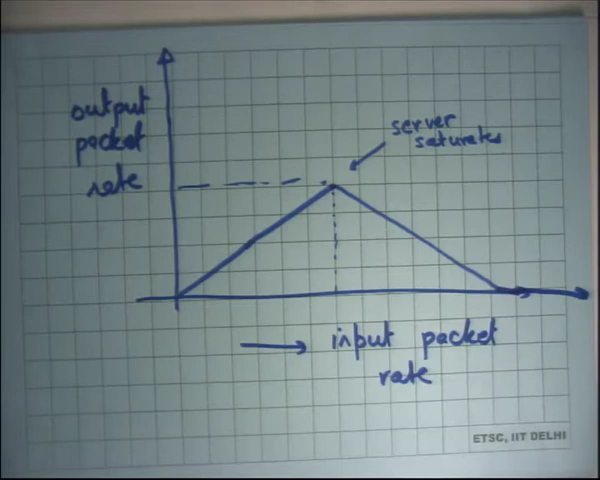 output
packet
rate
server
saturates
input packet
rate
ETSC, IIT DELHI